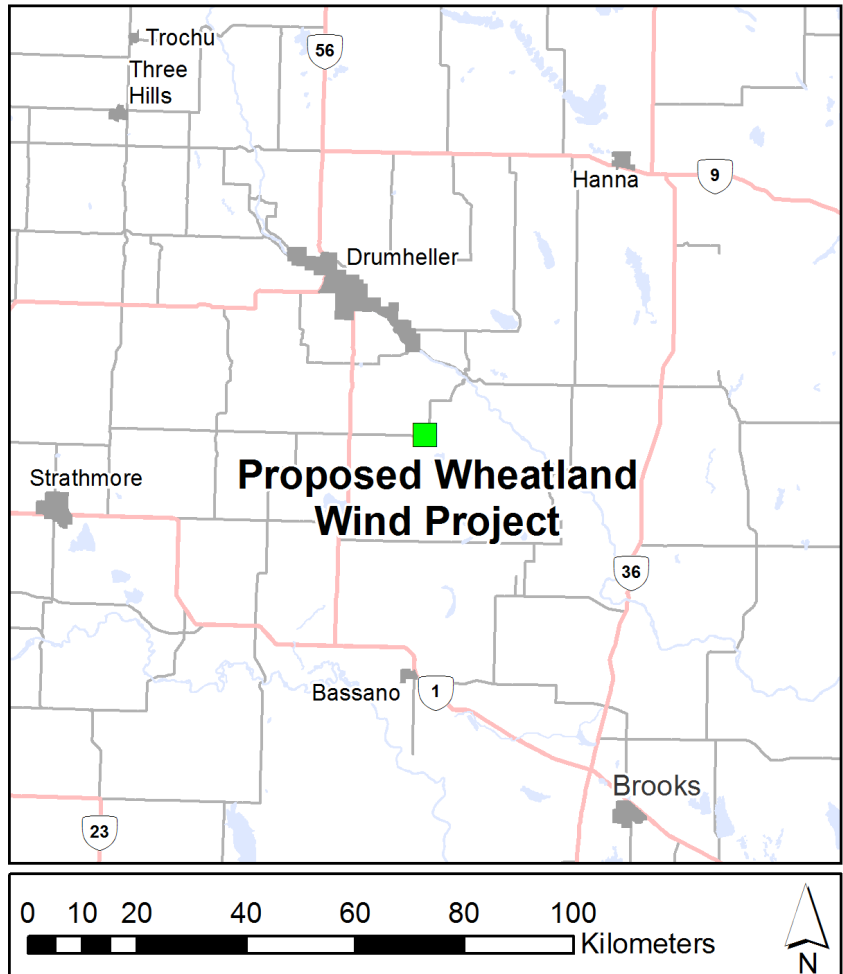 Trochu
Three
Hills
56
Hanna
9
Drumheller
Strathmore
Proposed Wheatland
Wind Project
36
Bassano
1
Brooks
23
0 10 20 40 60 80 100
Kilometers
N